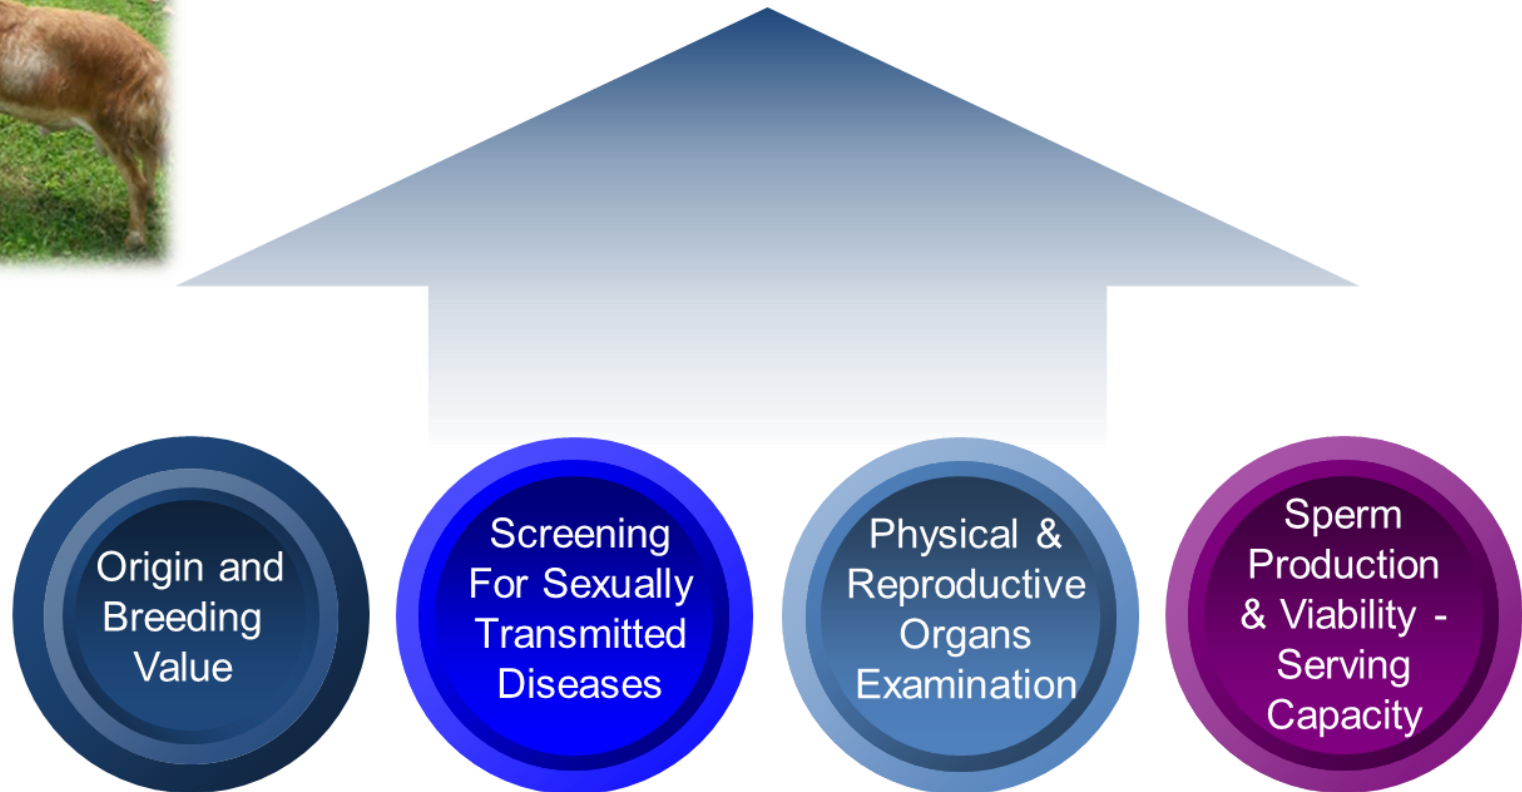 Origin and
Breeding
Value
Screening
For Sexually
Transmitted
Diseases
Physical &
Reproductive
Organs
Examination
Sperm
Production
& Viability -
Serving
Capacity